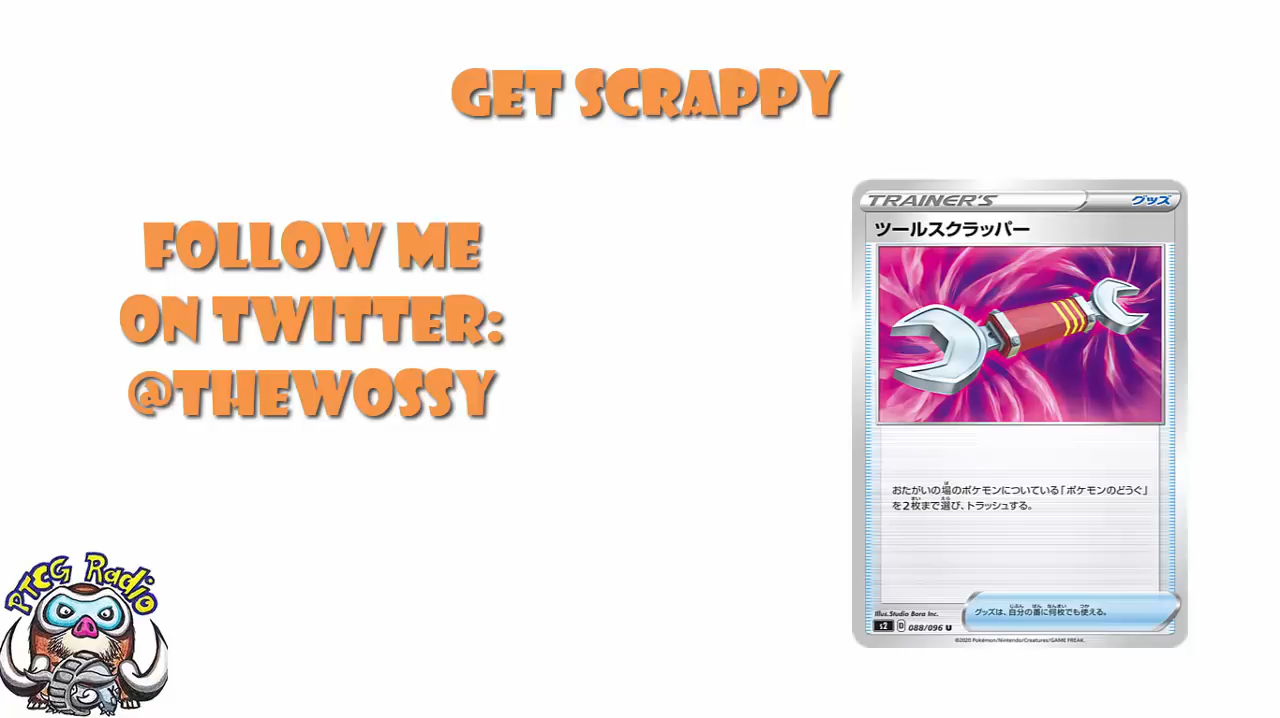 GET SCRAPPY
FOLLOW ME
ON TWITTER:
@THEWOSSY
TRAINER'S
グッズ
ツールスクラッパー
おたがいの場のポケモンについている「ポケモンのどうぐ」
を2枚まで選び、トラッシュする。
Illus. Studio Bora Inc.
グッズは、自分の番に何枚でも使える。
s2 D 088/096 U
©2020 Pokémon/Nintendo/Creatures/GAME FREAK.
PTCG Radio